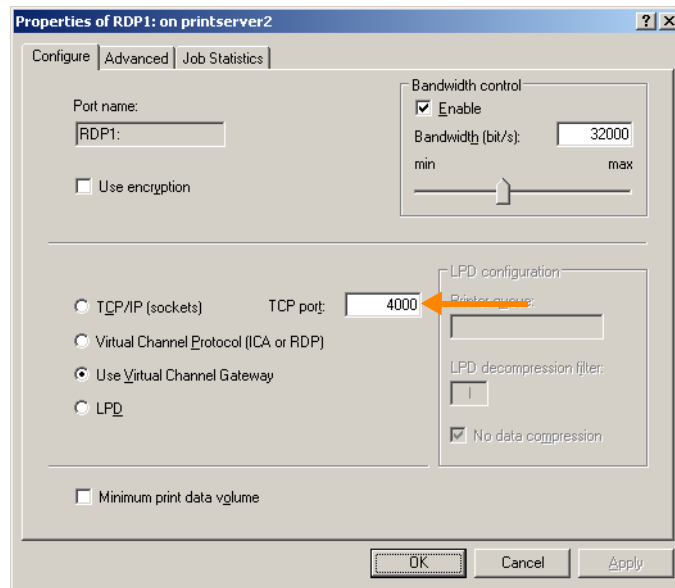 Properties of RDP1: on printserver2
Configure Advanced Job Statistics
Port name:
RDP1:
Use encryption
Bandwidth control
Enable
Bandwidth (bit/s): 32000
min max
TCP/IP (sockets) TCP port: 4000
Virtual Channel Protocol (ICA or RDP)
Use Virtual Channel Gateway
LPD
LPD configuration
Printer queue:
LPD decompression filter:
l
No data compression
Minimum print data volume
OK Cancel Apply